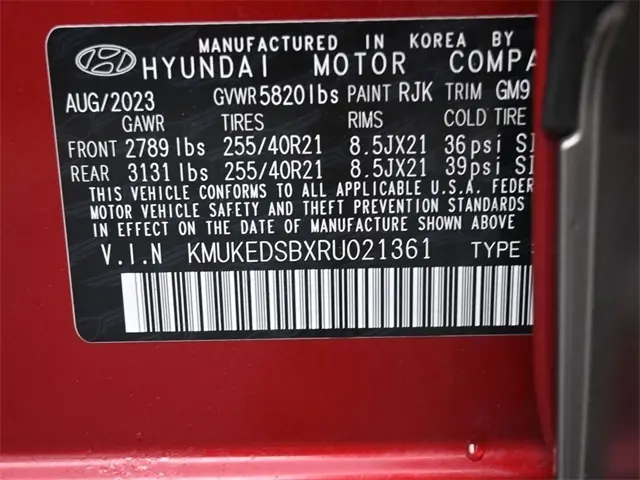 MANUFACTURED IN KOREA BY
HYUNDAI MOTOR COMPA
AUG/2023 GVWR 5820 lbs PAINT RJK TRIM GM9
GAWR TIRES RIMS COLD TIRE
FRONT 2789 lbs 255/40R21 8.5JX21 36psi SI
REAR 3131 lbs 255/40R21 8.5JX21 39psi SI
THIS VEHICLE CONFORMS TO ALL APPLICABLE U.S.A. FEDER
MOTOR VEHICLE SAFETY AND THEFT PREVENTION STANDARDS
IN EFFECT ON THE DATE OF MANUFACTURE SHOWN ABOVE
V.I.N KMUKEDSBXRU021361 TYPE